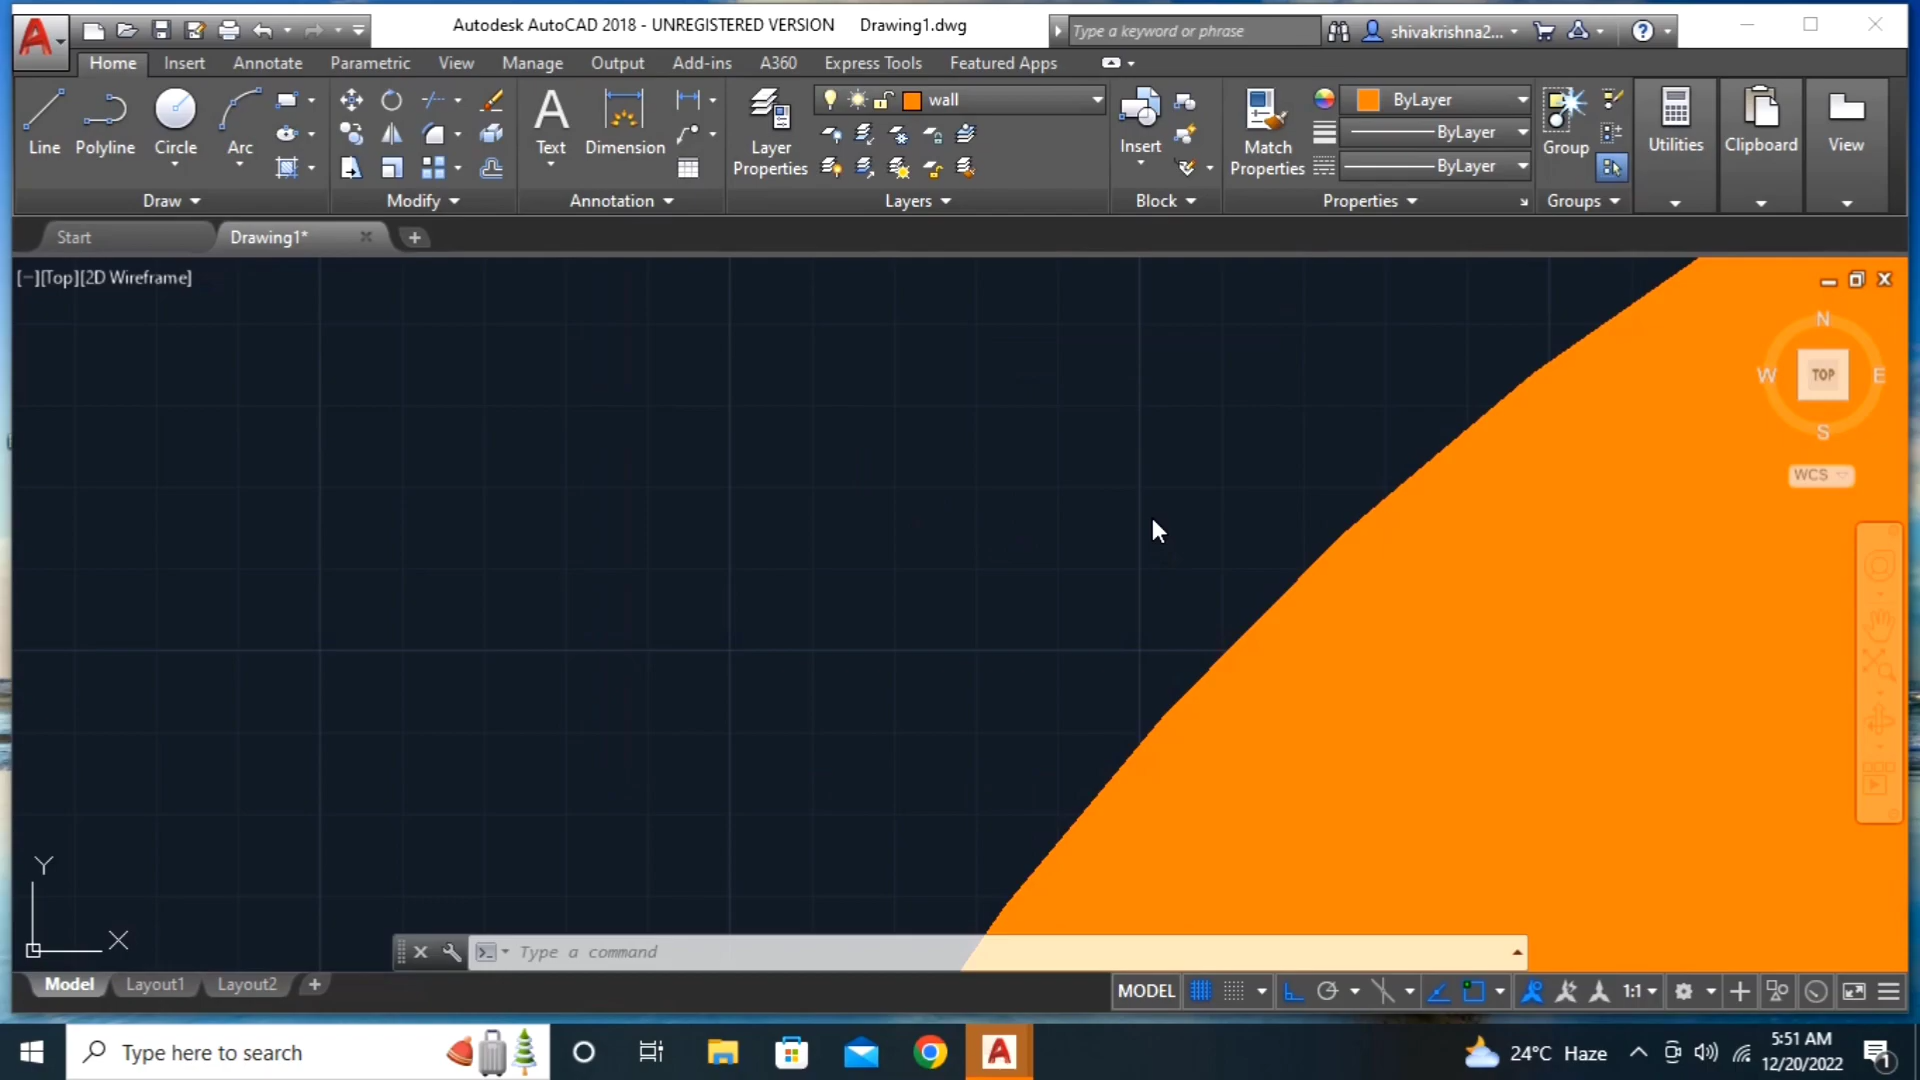 Autodesk AutoCAD 2018 - UNREGISTERED VERSION Drawing1.dwg
Type a keyword or phrase
shivakrishna2...
Home Insert Annotate Parametric View Manage Output Add-ins A360 Express Tools Featured Apps
wall
ByLayer
ByLayer
ByLayer
Line Polyline Circle Arc
Text Dimension
Layer Properties
Insert
Match Properties
Group
Utilities
Clipboard
View
Draw Modify Annotation Layers Block Properties Groups
Start Drawing1*
[−][Top][2D Wireframe]
N
W TOP E
S
WCS
Y
X
Type a command
Model Layout1 Layout2
MODEL 1:1
Type here to search
24°C Haze
5:51 AM
12/20/2022
1